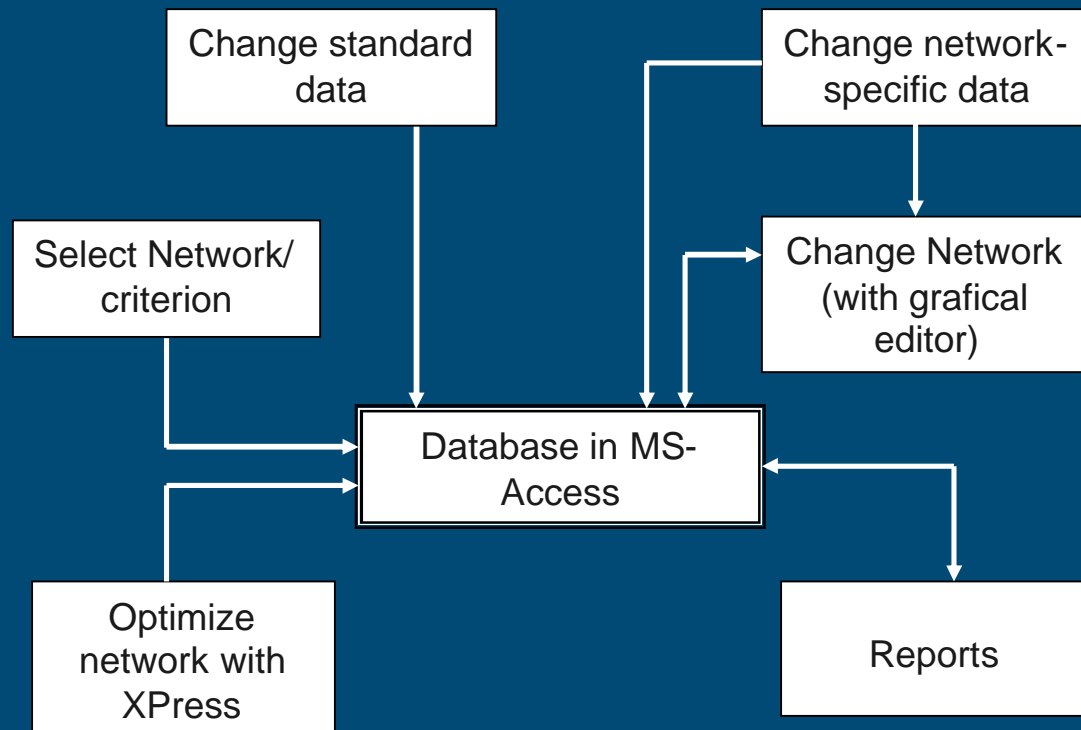 Change standard
data
Change network-
specific data
Select Network/
criterion
Change Network
(with grafical
editor)
Database in MS-
Access
Optimize
network with
XPress
Reports